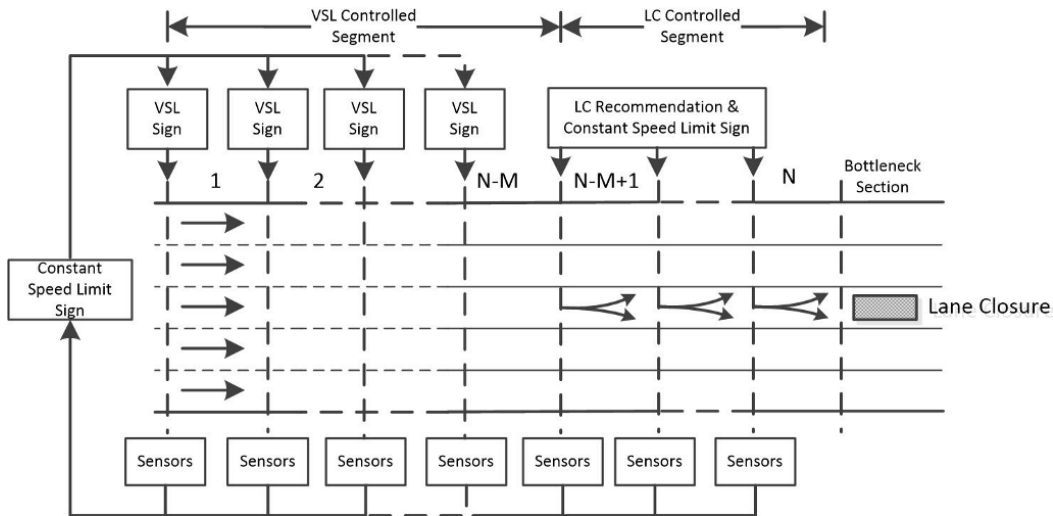 VSL Controlled
Segment
LC Controlled
Segment
VSL
Sign
VSL
Sign
VSL
Sign
VSL
Sign
LC Recommendation &
Constant Speed Limit Sign
1
2
N-M
N-M+1
N
Bottleneck
Section
Constant
Speed Limit
Sign
Lane Closure
Sensors
Sensors
Sensors
Sensors
Sensors
Sensors
Sensors